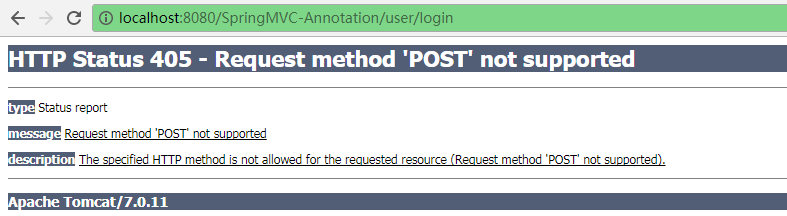 localhost:8080/SpringMVC-Annotation/user/login
HTTP Status 405 - Request method 'POST' not supported
type Status report
message Request method 'POST' not supported
description The specified HTTP method is not allowed for the requested resource (Request method 'POST' not supported).
Apache Tomcat/7.0.11